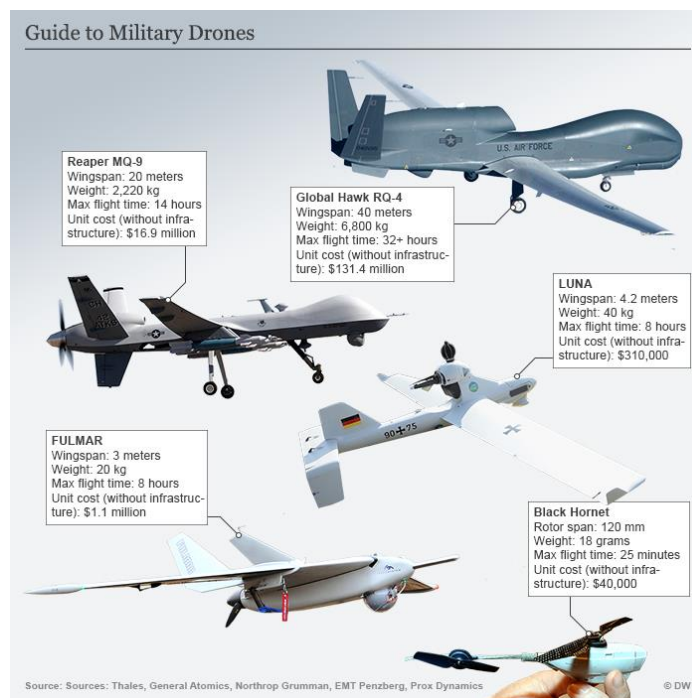 Guide to Military Drones
U.S. AIR FORCE
Reaper MQ-9
Wingspan: 20 meters
Weight: 2,220 kg
Max flight time: 14 hours
Unit cost (without infra-
structure): $16.9 million
Global Hawk RQ-4
Wingspan: 40 meters
Weight: 6,800 kg
Max flight time: 32+ hours
Unit cost (without infrastruc-
ture): $131.4 million
LUNA
Wingspan: 4.2 meters
Weight: 40 kg
Max flight time: 8 hours
Unit cost (without infra-
structure): $310,000
90 75
FULMAR
Wingspan: 3 meters
Weight: 20 kg
Max flight time: 8 hours
Unit cost (without infrastruc-
ture): $1.1 million
Black Hornet
Rotor span: 120 mm
Weight: 18 grams
Max flight time: 25 minutes
Unit cost (without infra-
structure): $40,000
Source: Sources: Thales, General Atomics, Northrop Grumman, EMT Penzberg, Prox Dynamics
© DW